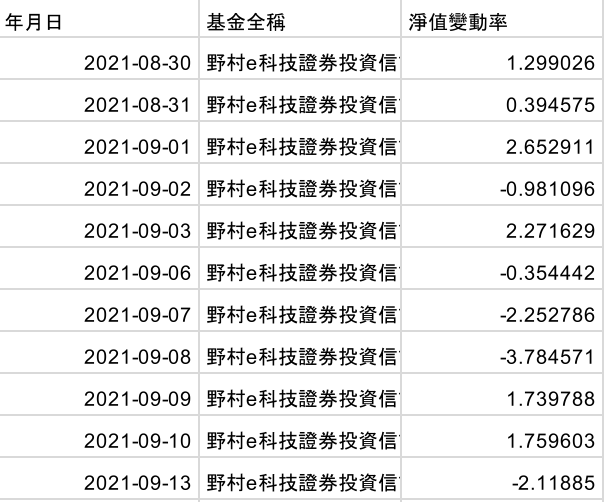 年月日 基金全稱 淨值變動率
2021-08-30 野村e科技證券投資信 1.299026
2021-08-31 野村e科技證券投資信 0.394575
2021-09-01 野村e科技證券投資信 2.652911
2021-09-02 野村e科技證券投資信 -0.981096
2021-09-03 野村e科技證券投資信 2.271629
2021-09-06 野村e科技證券投資信 -0.354442
2021-09-07 野村e科技證券投資信 -2.252786
2021-09-08 野村e科技證券投資信 -3.784571
2021-09-09 野村e科技證券投資信 1.739788
2021-09-10 野村e科技證券投資信 1.759603
2021-09-13 野村e科技證券投資信 -2.11885